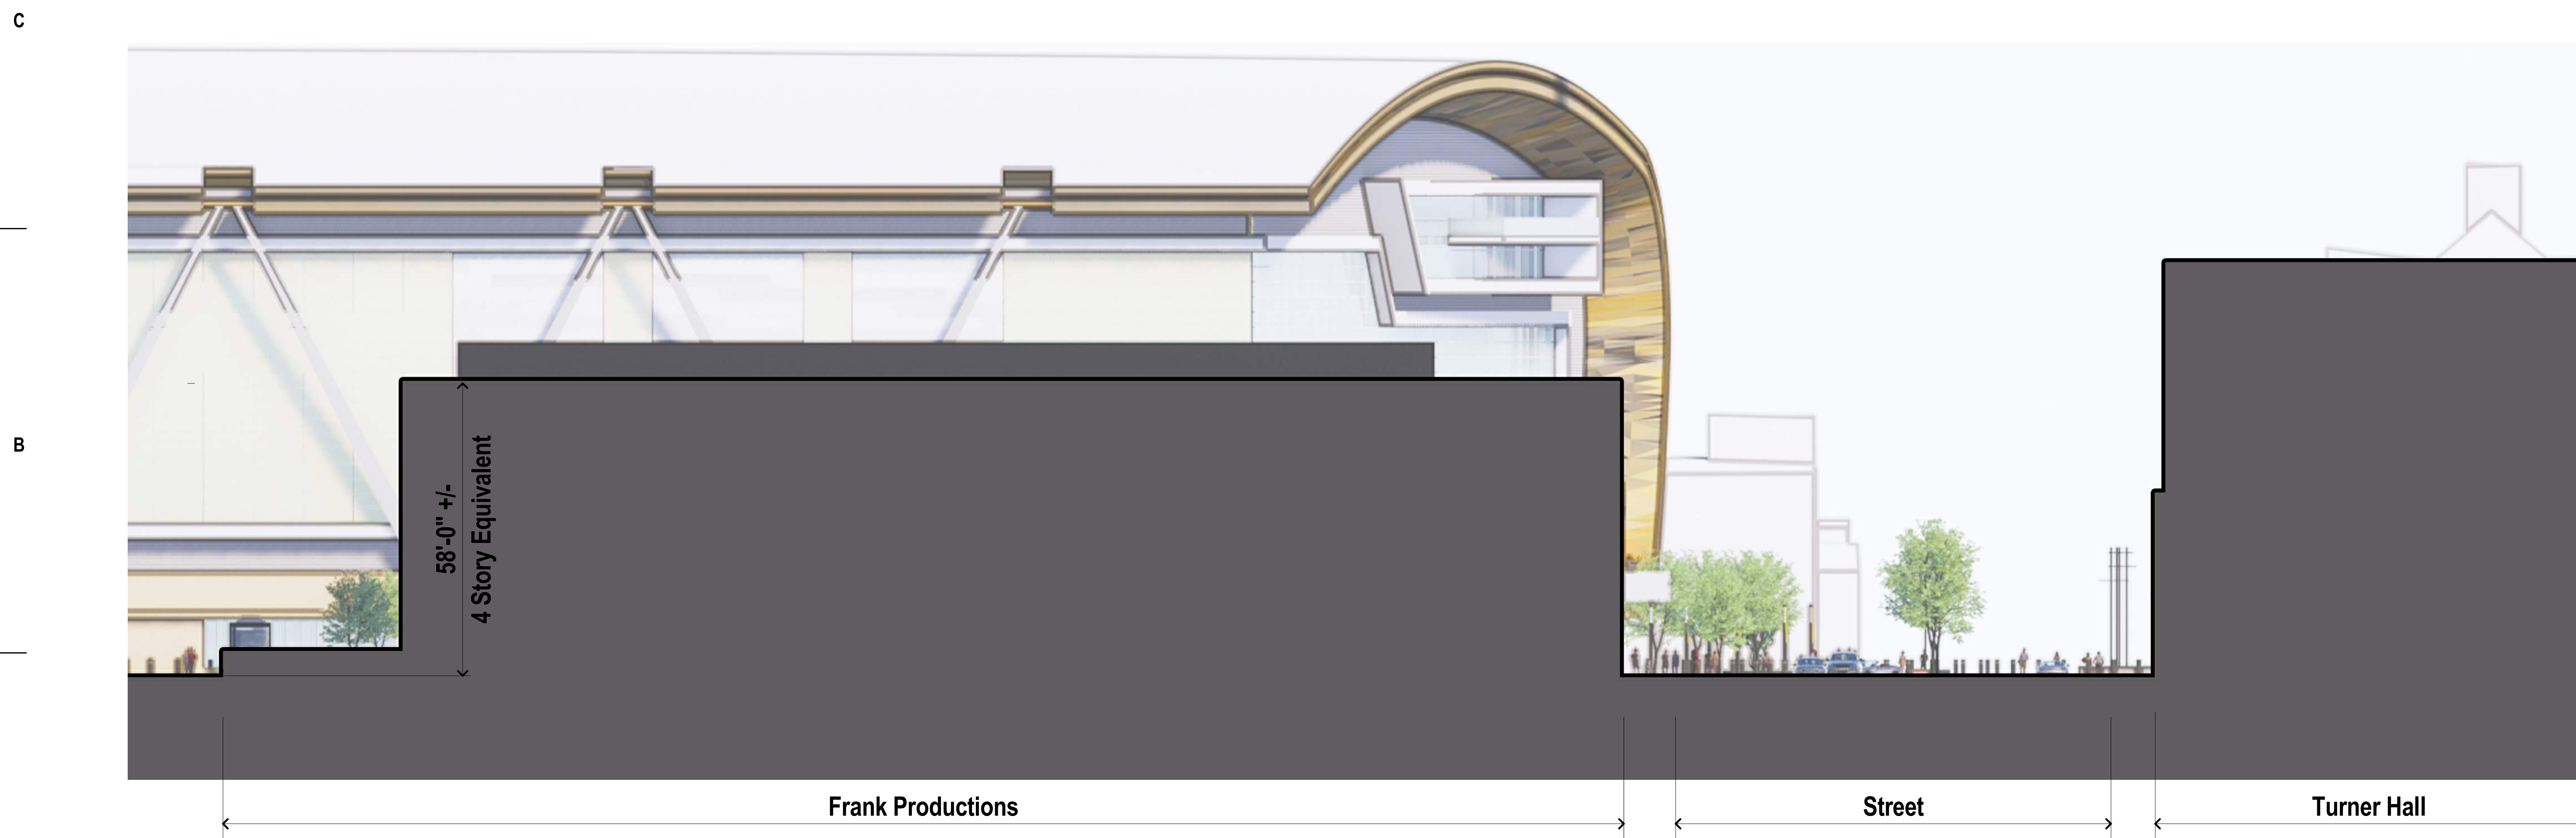 C
B
58'-0" +/-
4 Story Equivalent
Frank Productions
Street
Turner Hall